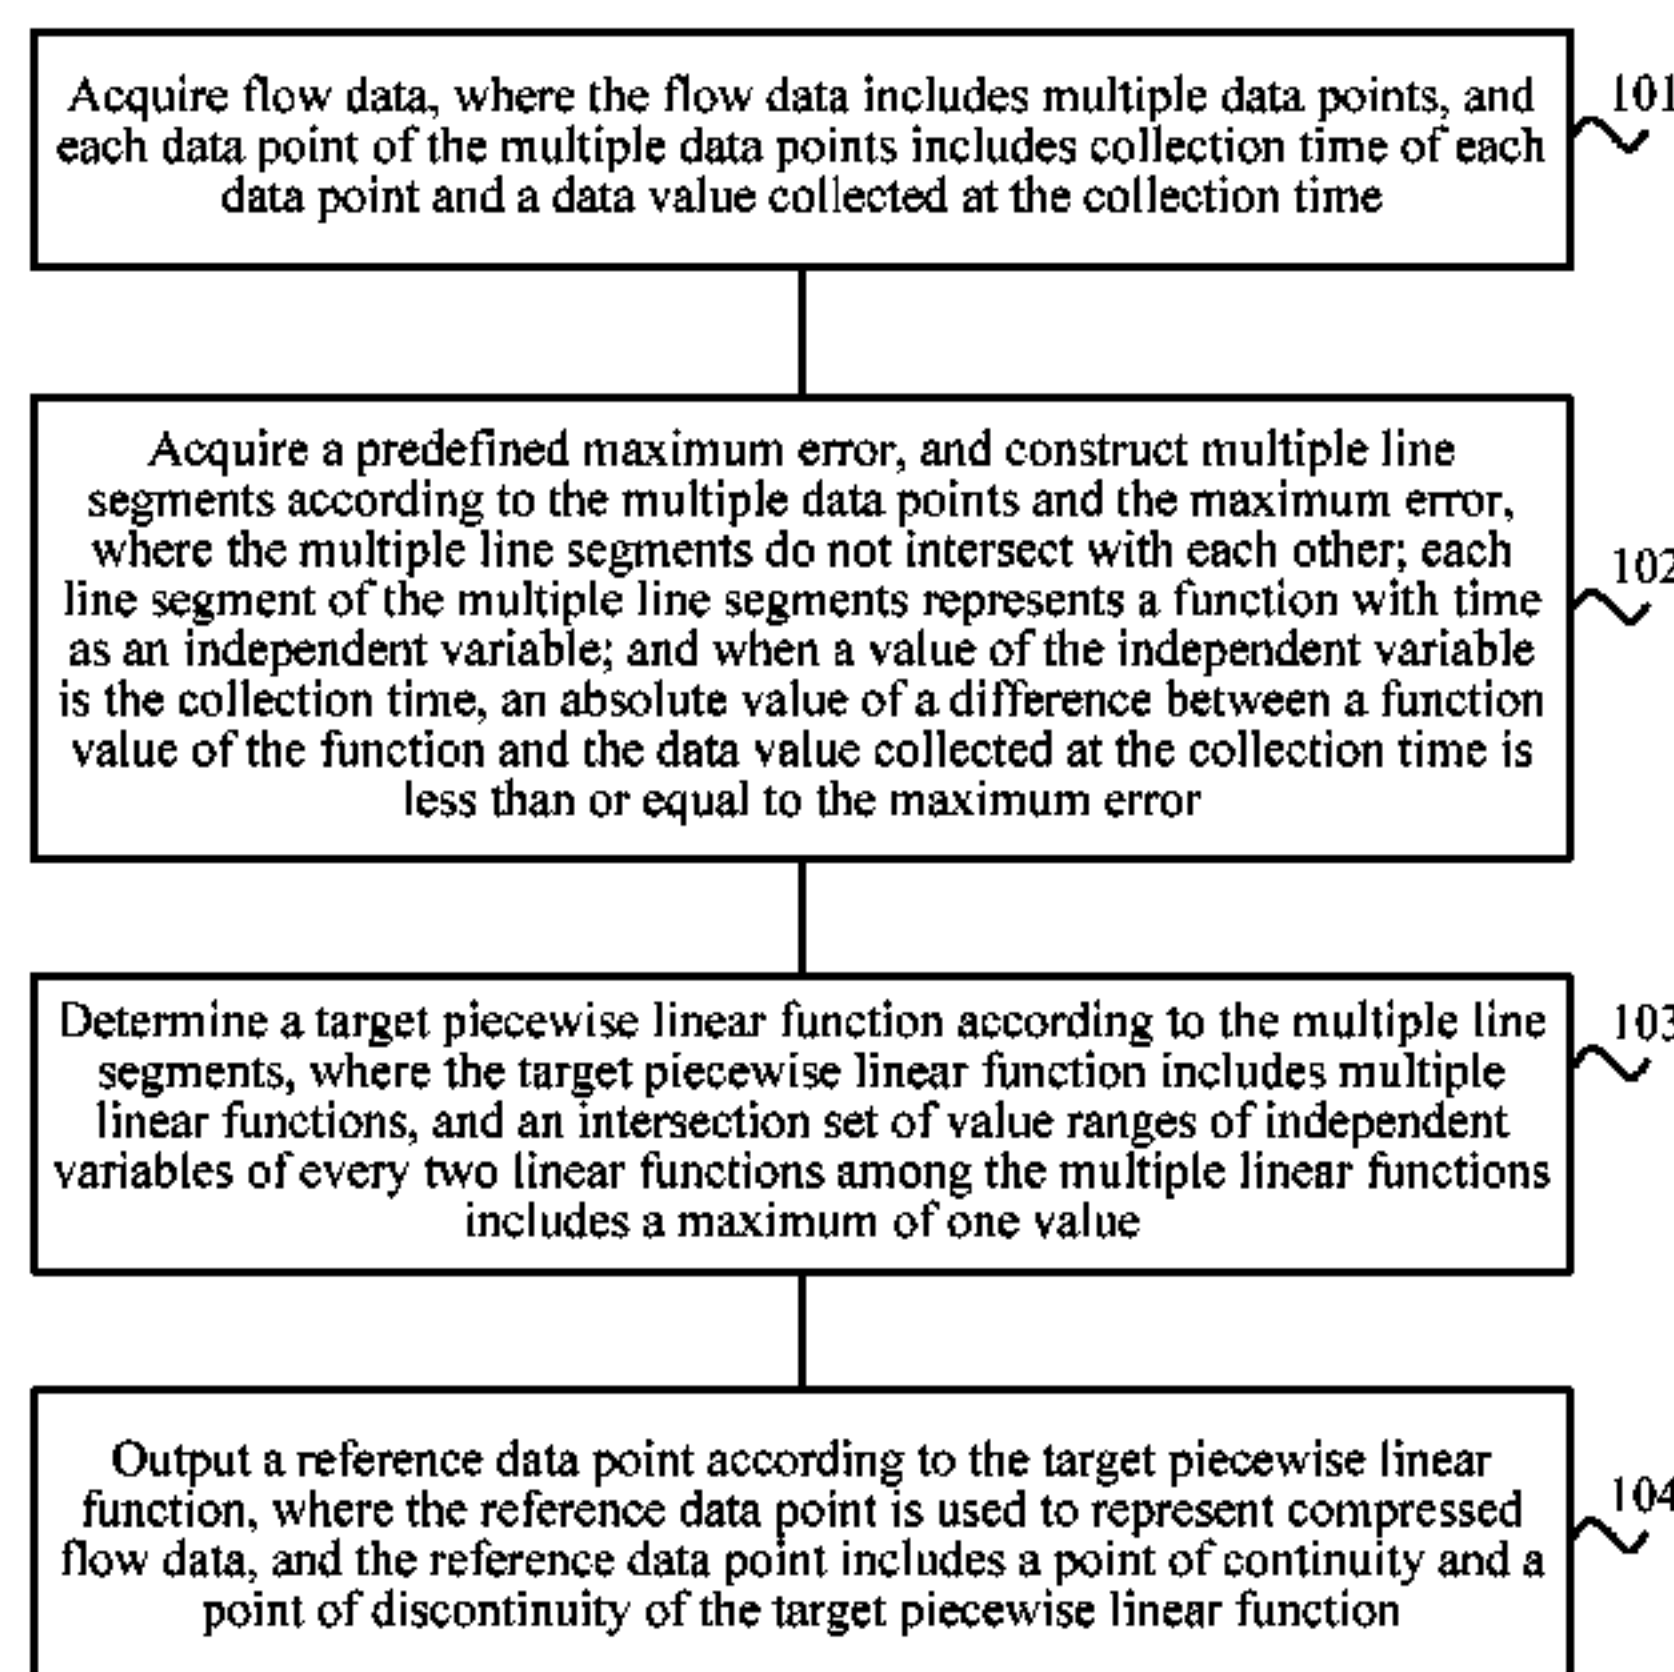 Acquire flow data, where the flow data includes multiple data points, and
each data point of the multiple data points includes collection time of each
data point and a data value collected at the collection time
101
Acquire a predefined maximum error, and construct multiple line
segments according to the multiple data points and the maximum error,
where the multiple line segments do not intersect with each other; each
line segment of the multiple line segments represents a function with time
as an independent variable; and when a value of the independent variable
is the collection time, an absolute value of a difference between a function
value of the function and the data value collected at the collection time is
less than or equal to the maximum error
102
Determine a target piecewise linear function according to the multiple line
segments, where the target piecewise linear function includes multiple
linear functions, and an intersection set of value ranges of independent
variables of every two linear functions among the multiple linear functions
includes a maximum of one value
103
Output a reference data point according to the target piecewise linear
function, where the reference data point is used to represent compressed
flow data, and the reference data point includes a point of continuity and a
point of discontinuity of the target piecewise linear function
104